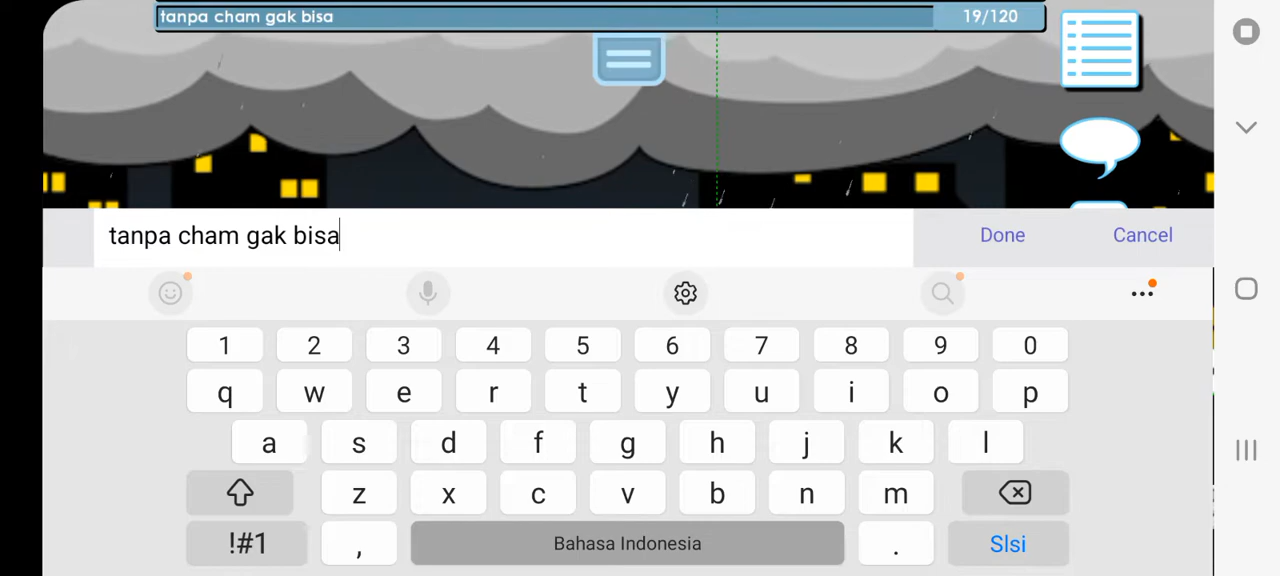 tanpa cham gak bisa 19/120
tanpa cham gak bisa Done Cancel
1 2 3 4 5 6 7 8 9 0
q w e r t y u i o p
a s d f g h j k l
z x c v b n m
!#1 , Bahasa Indonesia . Slsi